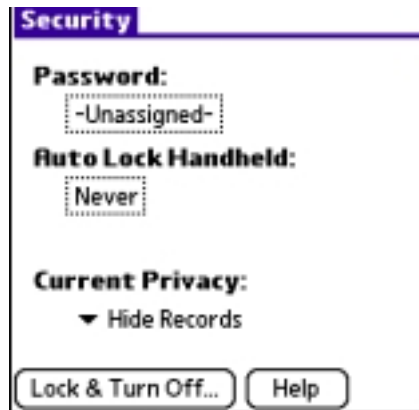 Security
Password:
-Unassigned-
Auto Lock Handheld:
Never
Current Privacy:
Hide Records
Lock & Turn Off... Help